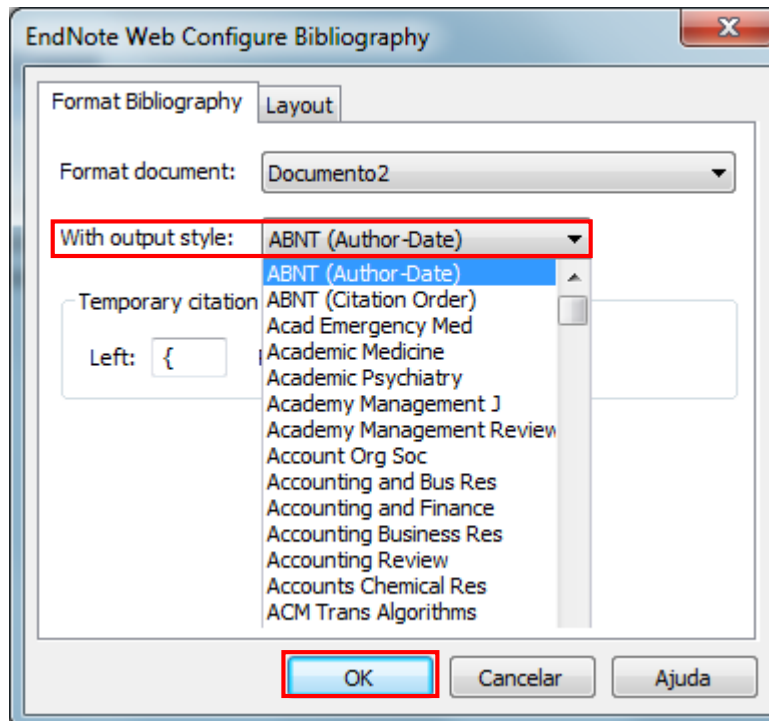 EndNote Web Configure Bibliography
Format Bibliography Layout
Format document: Documento2
With output style: ABNT (Author-Date)
ABNT (Author-Date)
Temporary citation ABNT (Citation Order)
Acad Emergency Med
Left: { Academic Medicine
Academic Psychiatry
Academy Management J
Academy Management Review
Account Org Soc
Accounting and Bus Res
Accounting and Finance
Accounting Business Res
Accounting Review
Accounts Chemical Res
ACM Trans Algorithms
OK Cancelar Ajuda